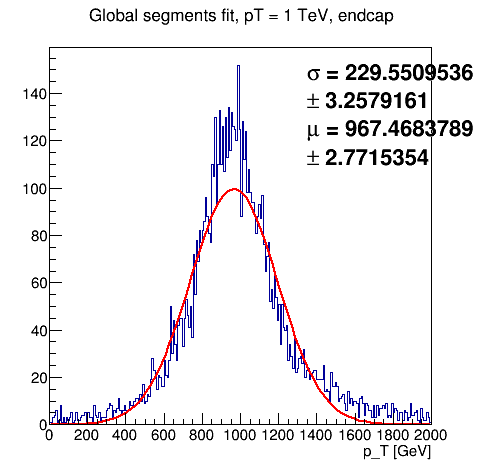 Global segments fit, pT = 1 TeV, endcap
σ = 229.5509536
± 3.2579161
μ = 967.4683789
± 2.7715354
140
120
100
80
60
40
20
0
0 200 400 600 800 1000 1200 1400 1600 1800 2000
p_T [GeV]